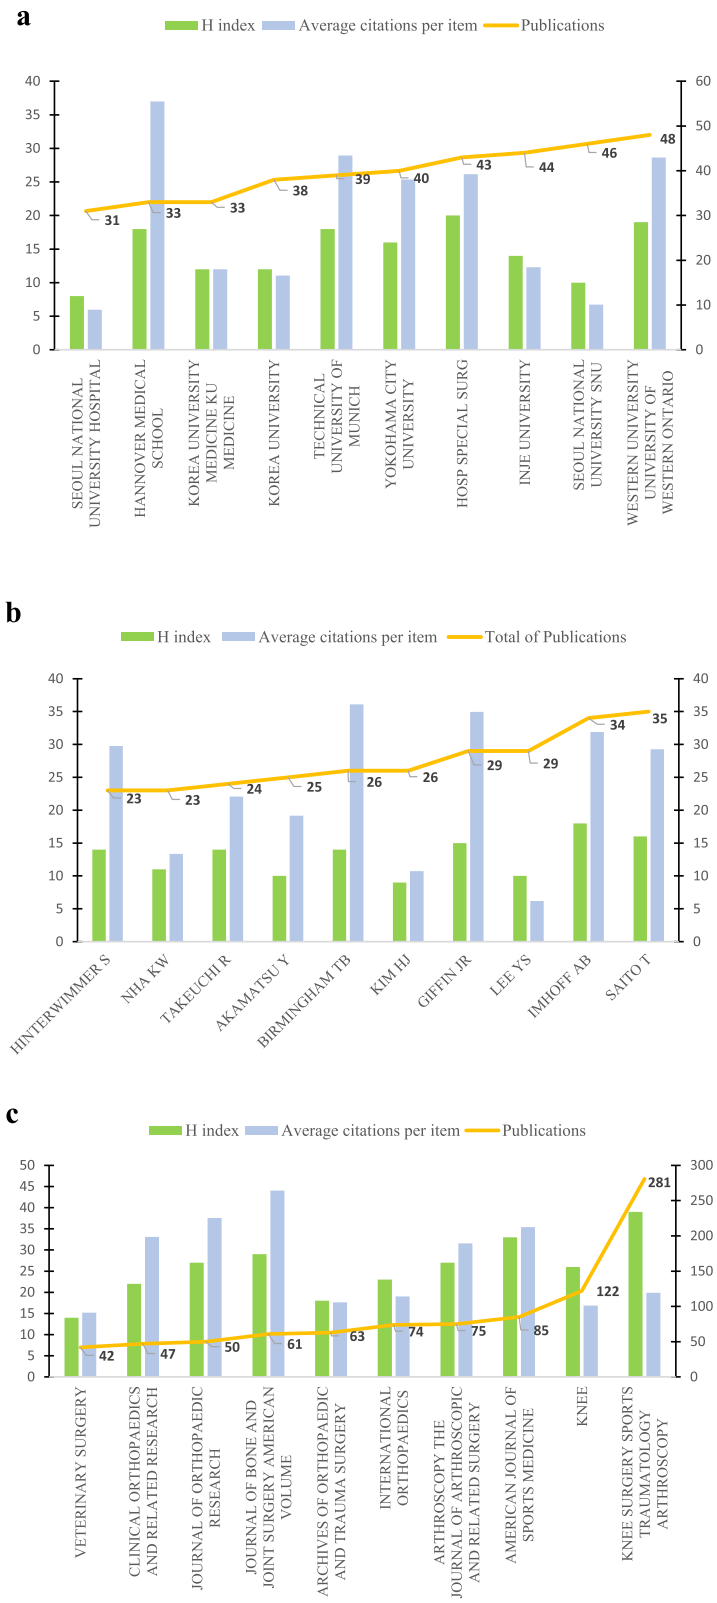 a
H index
Average citations per item
Publications
40
35
30
25
20
15
10
5
0
60
50
40
30
20
10
0
31
33
33
38
39
40
43
44
46
48
SEOUL NATIONAL
UNIVERSITY HOSPITAL
HANNOVER MEDICAL
SCHOOL
KOREA UNIVERSITY
MEDICINE KU
MEDICINE
KOREA UNIVERSITY
TECHNICAL
UNIVERSITY OF
MUNICH
YOKOHAMA CITY
UNIVERSITY
HOSP SPECIAL SURG
INJE UNIVERSITY
SEOUL NATIONAL
UNIVERSITY SNU
WESTERN UNIVERSITY
UNIVERSITY OF
WESTERN ONTARIO
b
H index
Average citations per item
Total of Publications
40
35
30
25
20
15
10
5
0
40
35
30
25
20
15
10
5
0
23
23
24
25
26
26
29
29
34
35
HINTERWIMMER S
NHA KW
TAKEUCHI R
AKAMATSU Y
BIRMINGHAM TB
KIM HJ
GIFFIN JR
LEE YS
IMHOFF AB
SAITO T
c
H index
Average citations per item
Publications
50
45
40
35
30
25
20
15
10
5
0
300
250
200
150
100
50
0
42
47
50
61
63
74
75
85
122
281
VETERINARY SURGERY
CLINICAL ORTHOPAEDICS
AND RELATED RESEARCH
JOURNAL OF ORTHOPAEDIC
RESEARCH
JOURNAL OF BONE AND
JOINT SURGERY AMERICAN
VOLUME
ARCHIVES OF ORTHOPAEDIC
AND TRAUMA SURGERY
INTERNATIONAL
ORTHOPAEDICS
ARTHROSCOPY THE
JOURNAL OF ARTHROSCOPIC
AND RELATED SURGERY
AMERICAN JOURNAL OF
SPORTS MEDICINE
KNEE
KNEE SURGERY SPORTS
TRAUMATOLOGY
ARTHROSCOPY